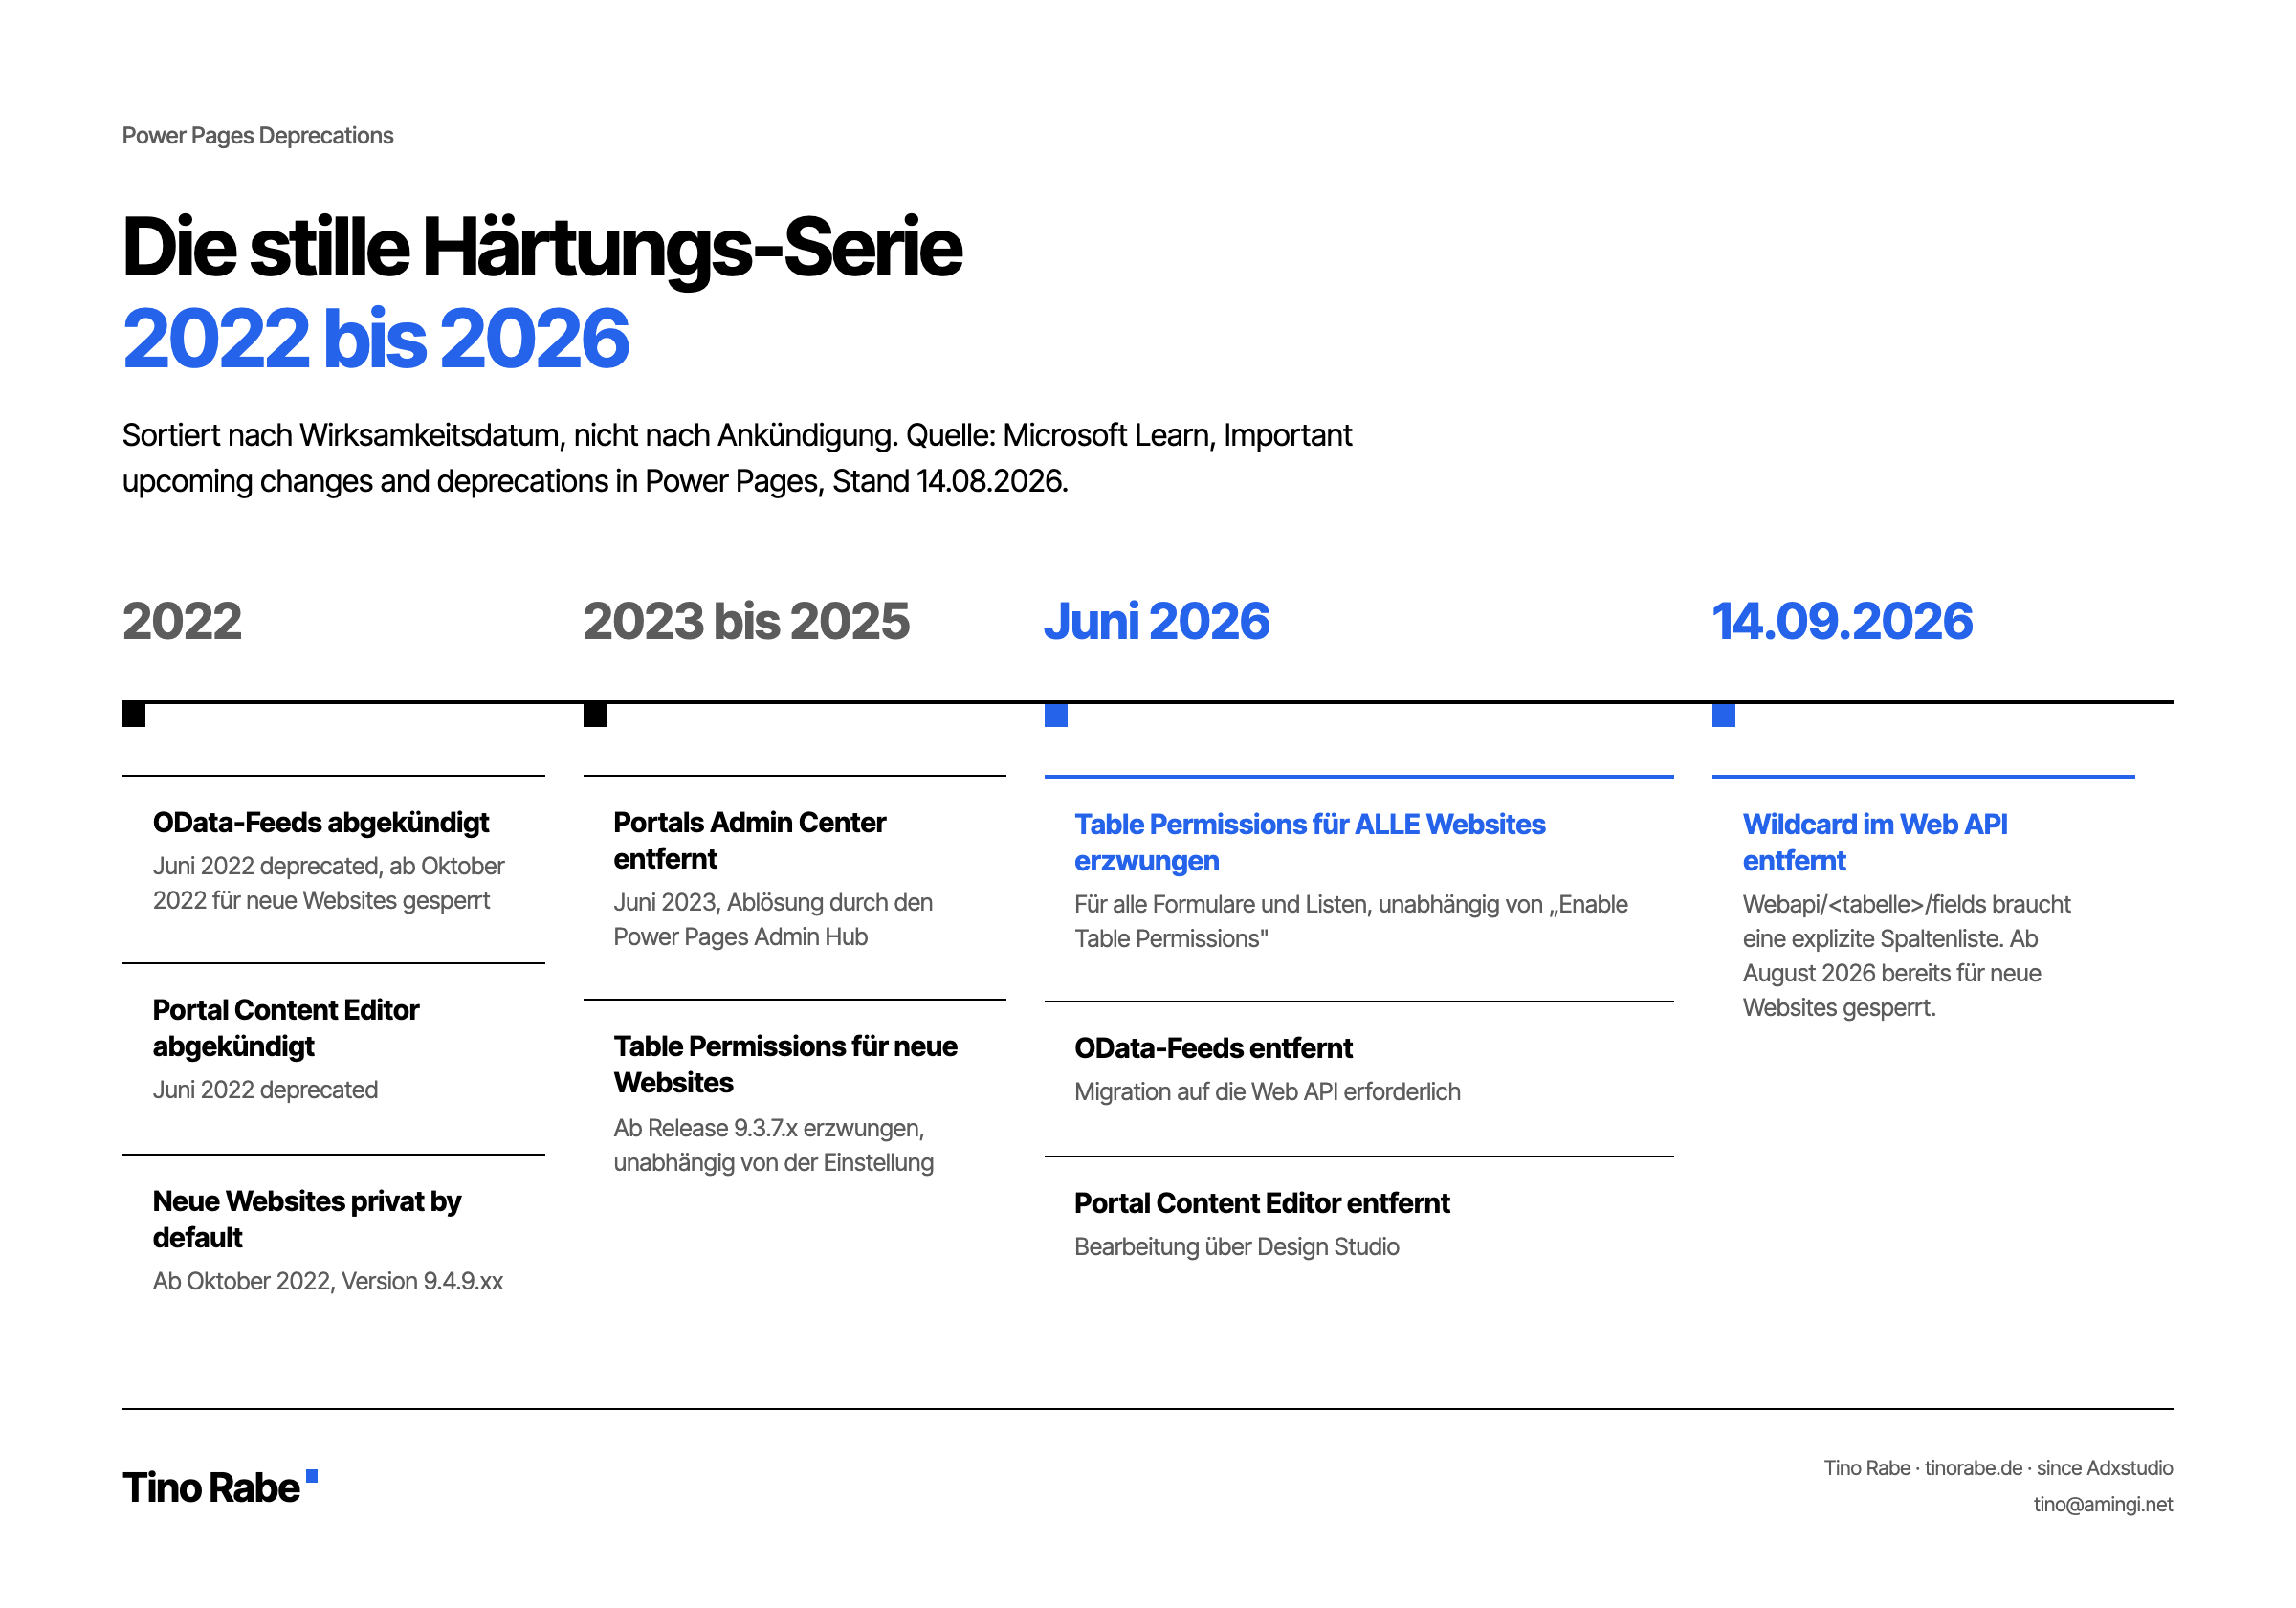 Power Pages Deprecations
Die stille Härtungs-Serie
2022 bis 2026
Sortiert nach Wirksamkeitsdatum, nicht nach Ankündigung. Quelle: Microsoft Learn, Important
upcoming changes and deprecations in Power Pages, Stand 14.08.2026.
2022
OData-Feeds abgekündigt
Juni 2022 deprecated, ab Oktober
2022 für neue Websites gesperrt
Portal Content Editor
abgekündigt
Juni 2022 deprecated
Neue Websites privat by
default
Ab Oktober 2022, Version 9.4.9.xx
2023 bis 2025
Portals Admin Center
entfernt
Juni 2023, Ablösung durch den
Power Pages Admin Hub
Table Permissions für neue
Websites
Ab Release 9.3.7.x erzwungen,
unabhängig von der Einstellung
Juni 2026
Table Permissions für ALLE Websites
erzwungen
Für alle Formulare und Listen, unabhängig von „Enable
Table Permissions"
OData-Feeds entfernt
Migration auf die Web API erforderlich
Portal Content Editor entfernt
Bearbeitung über Design Studio
14.09.2026
Wildcard im Web API
entfernt
Webapi/<tabelle>/fields braucht
eine explizite Spaltenliste. Ab
August 2026 bereits für neue
Websites gesperrt.
Tino Rabe
Tino Rabe · tinorabe.de · since Adxstudio
tino@amingi.net